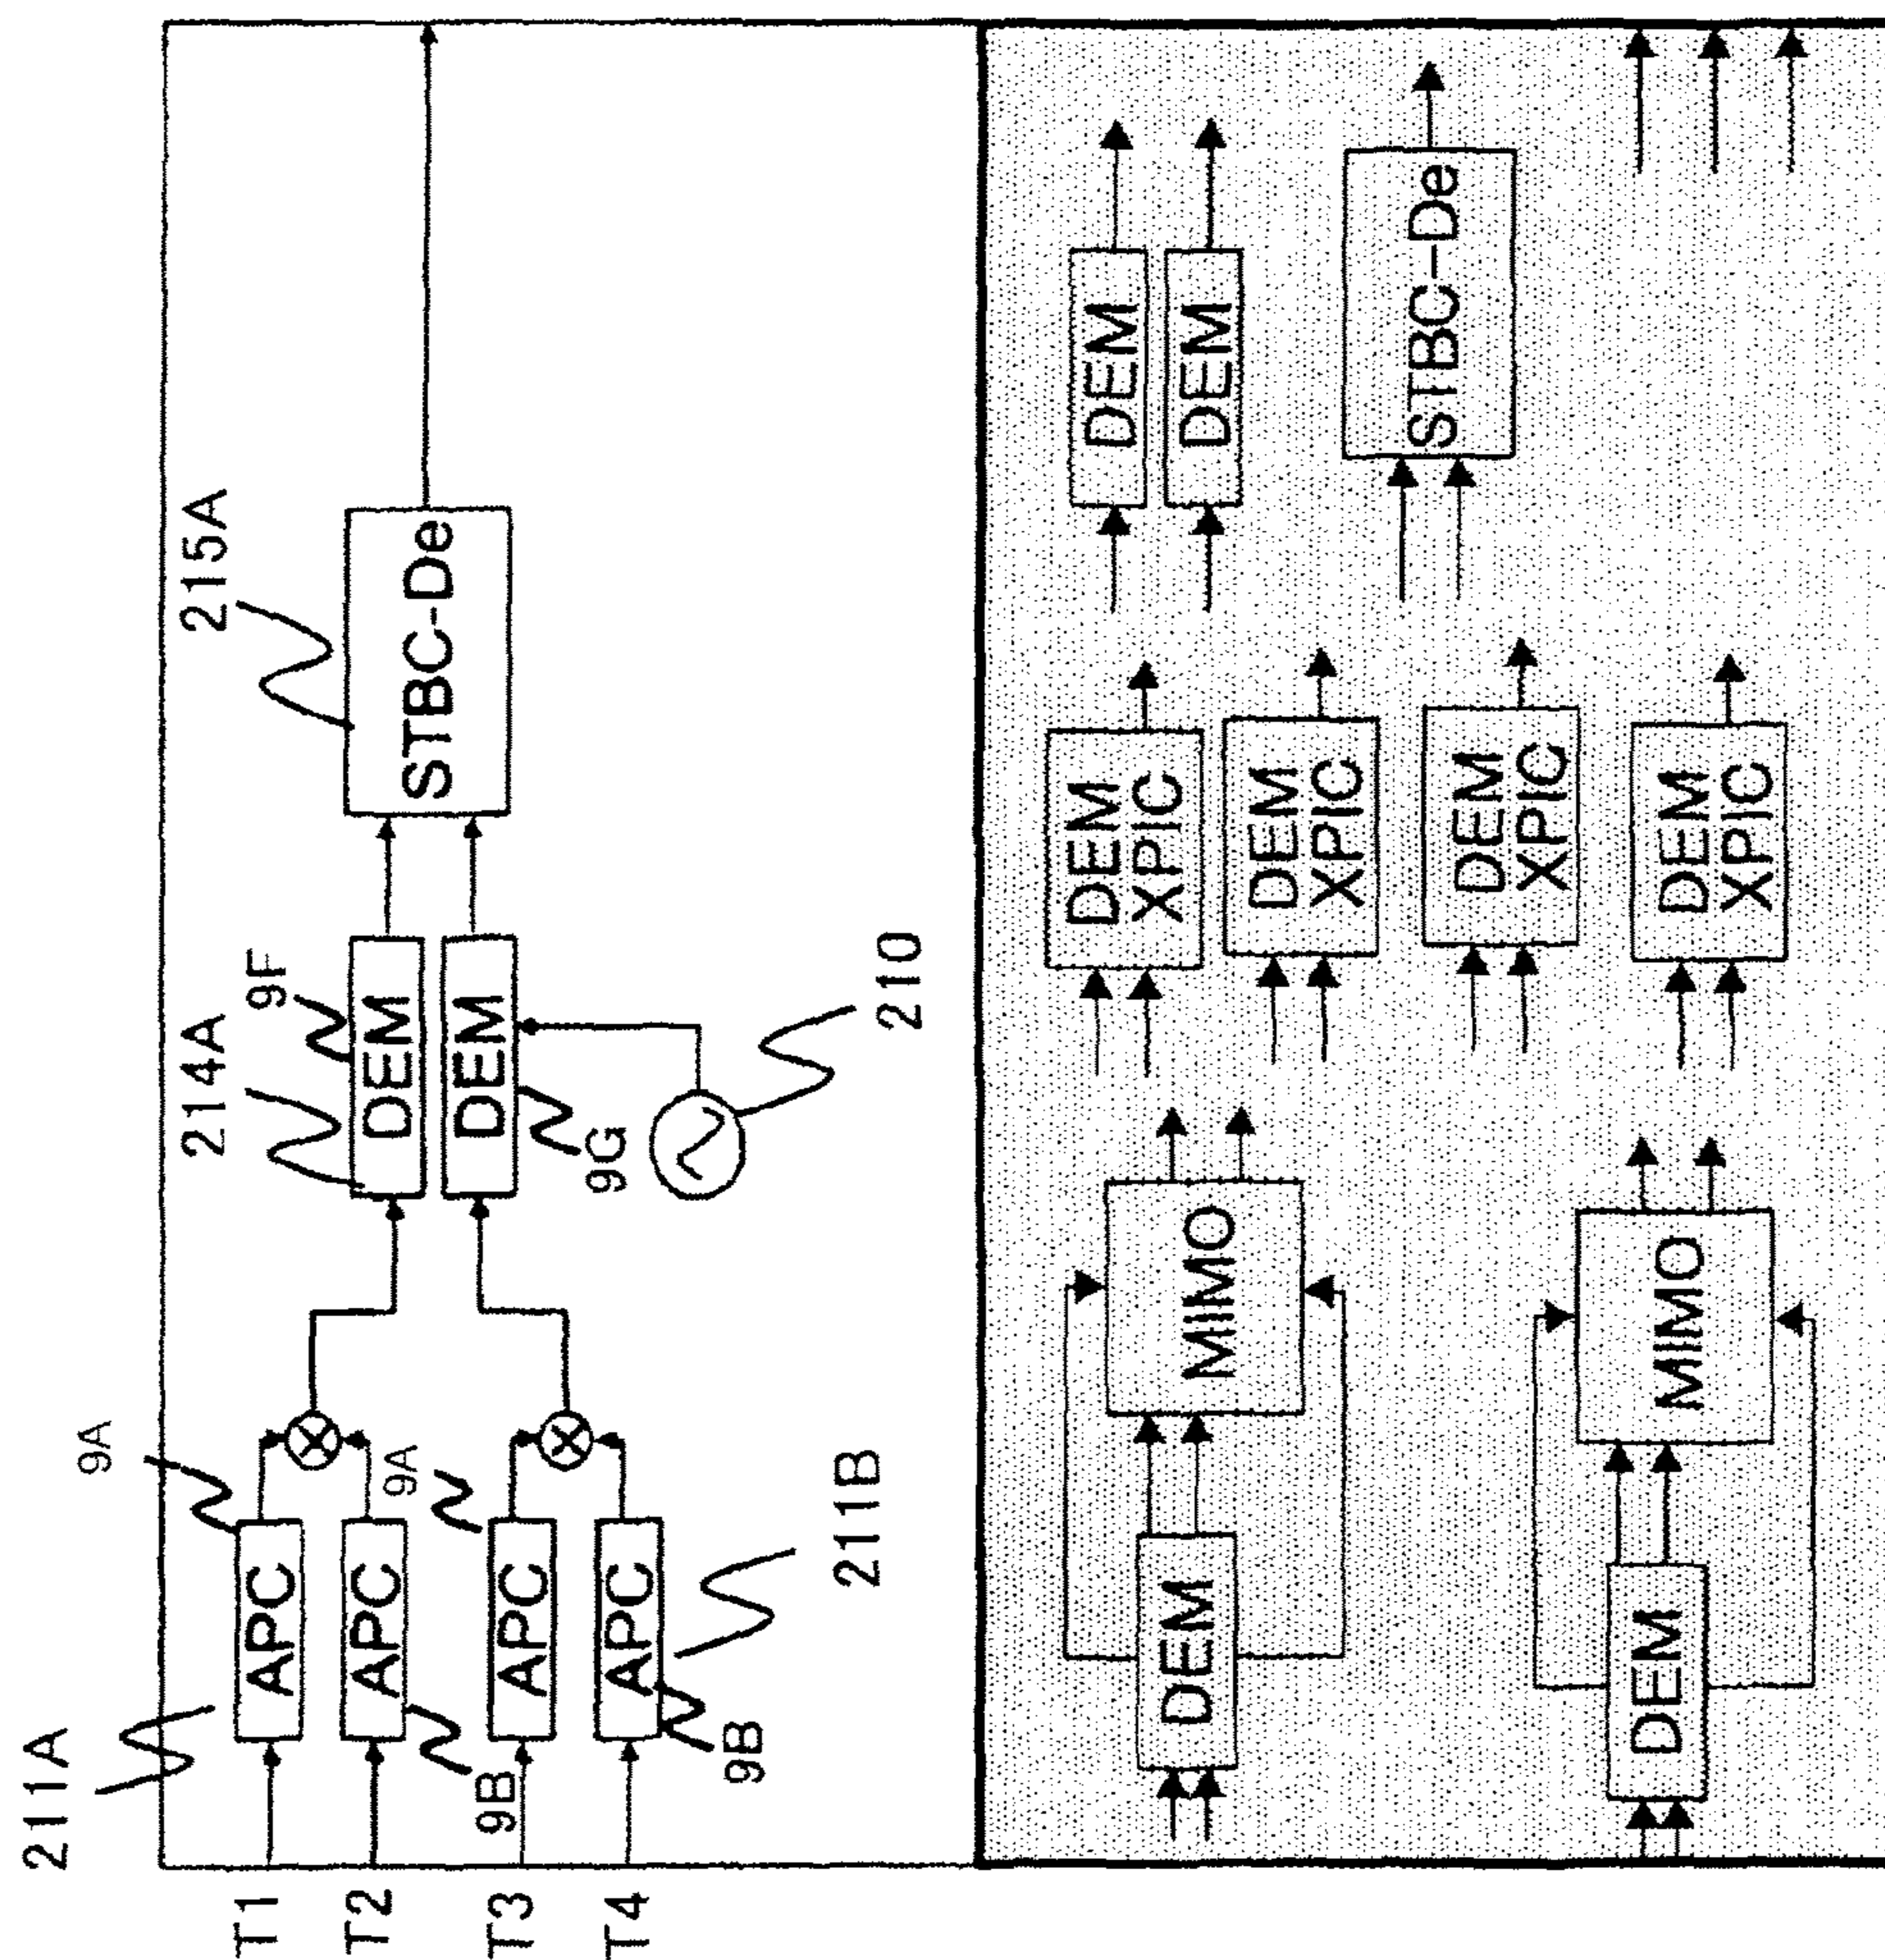 211A
9A
214A
215A
T1
APC
9F
T2
APC
9A
DEM
STBC-De
DEM
9B
T3
APC
9G
T4
APC
9B
211B
210
DEM
XPIC
DEM
DEM
MIMO
DEM
DEM
XPIC
STBC-De
DEM
XPIC
DEM
MIMO
DEM
XPIC